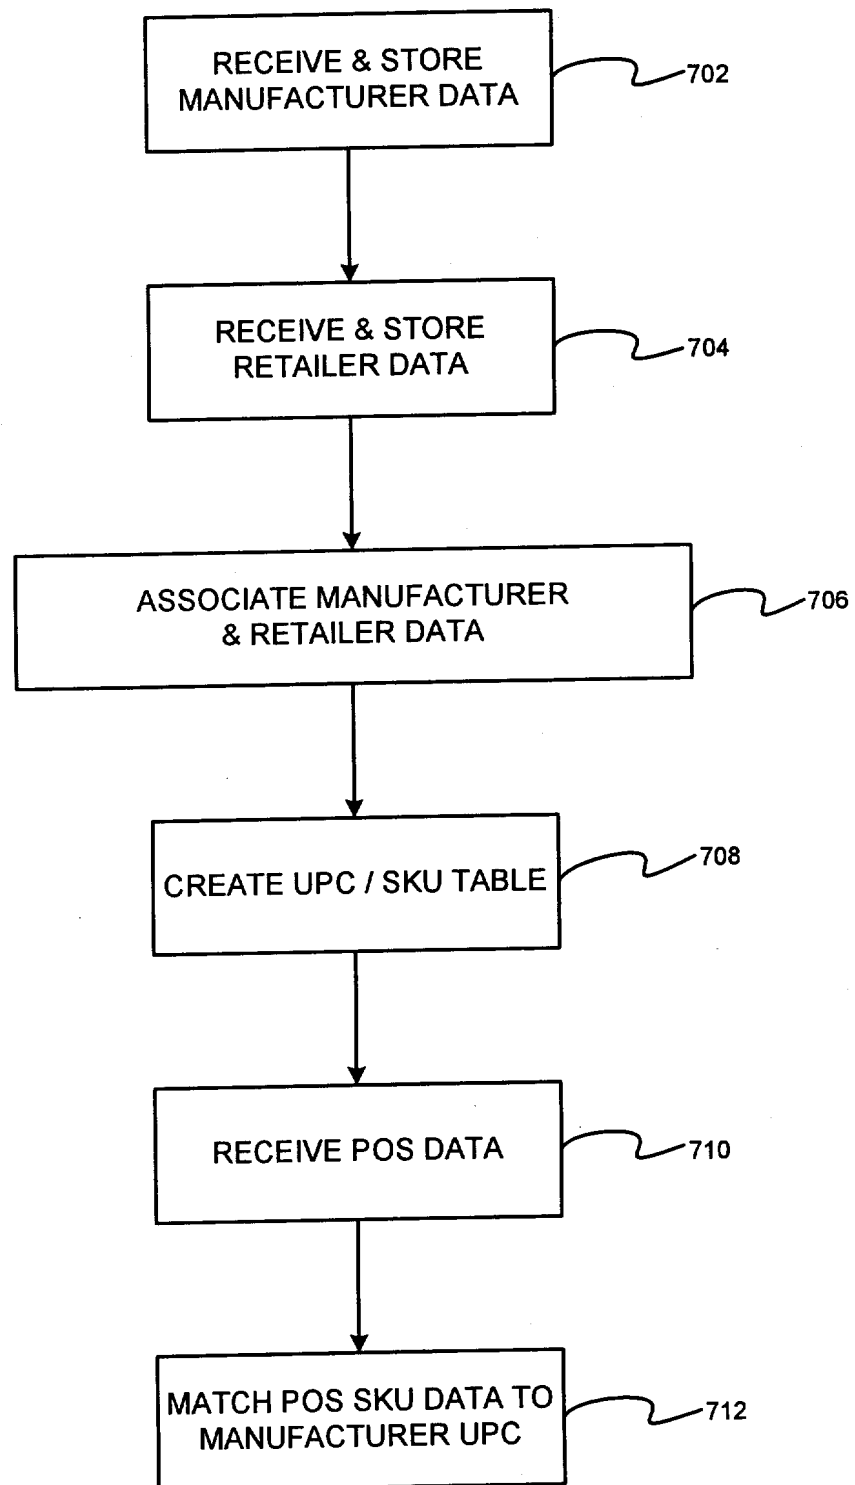 RECEIVE & STORE
MANUFACTURER DATA
702
RECEIVE & STORE
RETAILER DATA
704
ASSOCIATE MANUFACTURER
& RETAILER DATA
706
CREATE UPC / SKU TABLE
708
RECEIVE POS DATA
710
MATCH POS SKU DATA TO
MANUFACTURER UPC
712